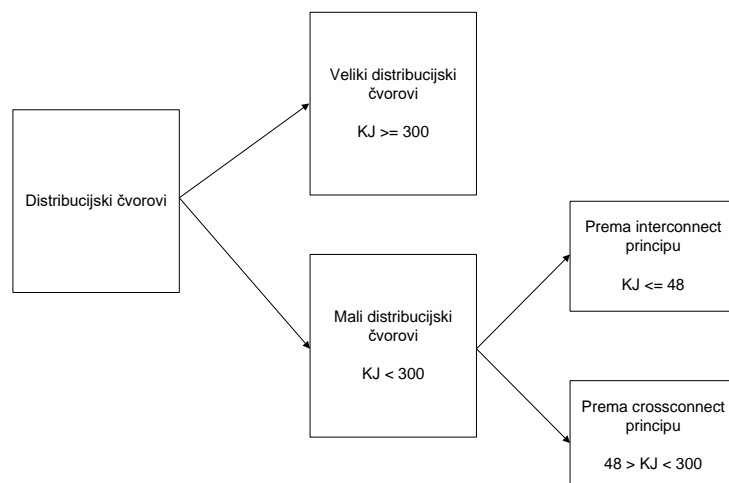 Distribucijski čvorovi
Veliki distribucijski
čvorovi
KJ >= 300
Mali distribucijski
čvorovi
KJ < 300
Prema interconnect
principu
KJ <= 48
Prema crossconnect
principu
48 > KJ < 300